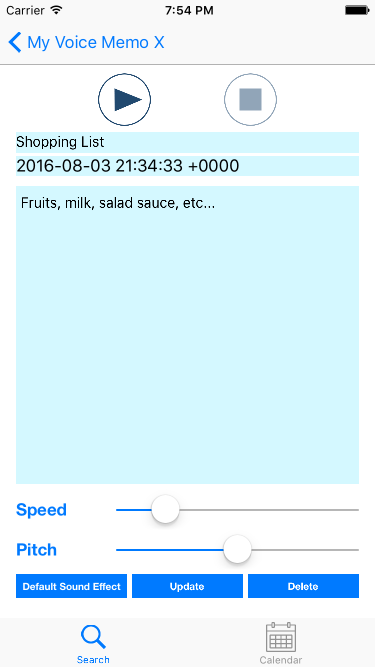 Carrier 7:54 PM
My Voice Memo X
Shopping List
2016-08-03 21:34:33 +0000
Fruits, milk, salad sauce, etc...
Speed
Pitch
Default Sound Effect Update Delete
Search Calendar